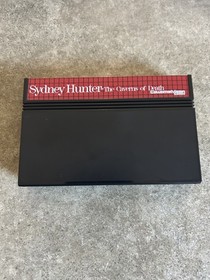 Sydney Hunter - The Caverns of Death